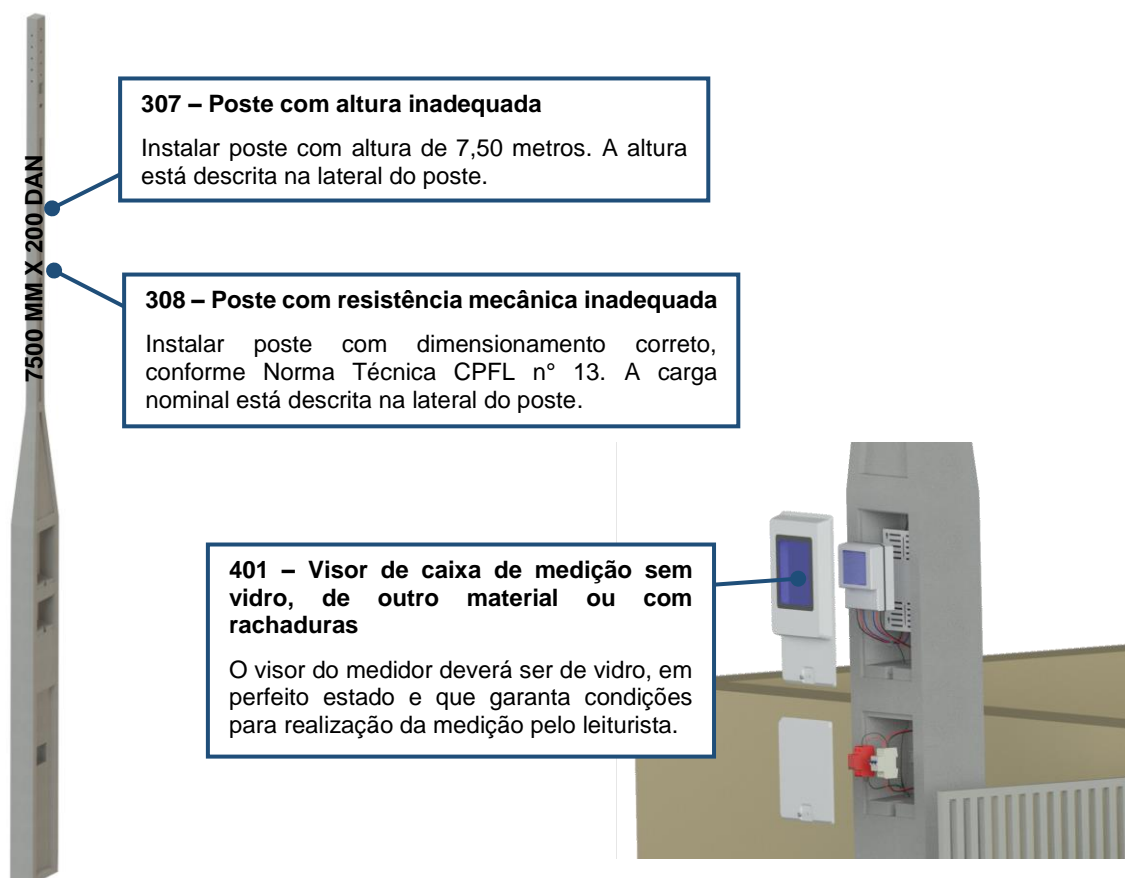 307 – Poste com altura inadequada
Instalar poste com altura de 7,50 metros. A altura
está descrita na lateral do poste.
7500 MM X 200 DAN
308 – Poste com resistência mecânica inadequada
Instalar poste com dimensionamento correto,
conforme Norma Técnica CPFL n° 13. A carga
nominal está descrita na lateral do poste.
401 – Visor de caixa de medição sem
vidro, de outro material ou com
rachaduras
O visor do medidor deverá ser de vidro, em
perfeito estado e que garanta condições
para realização da medição pelo leiturista.